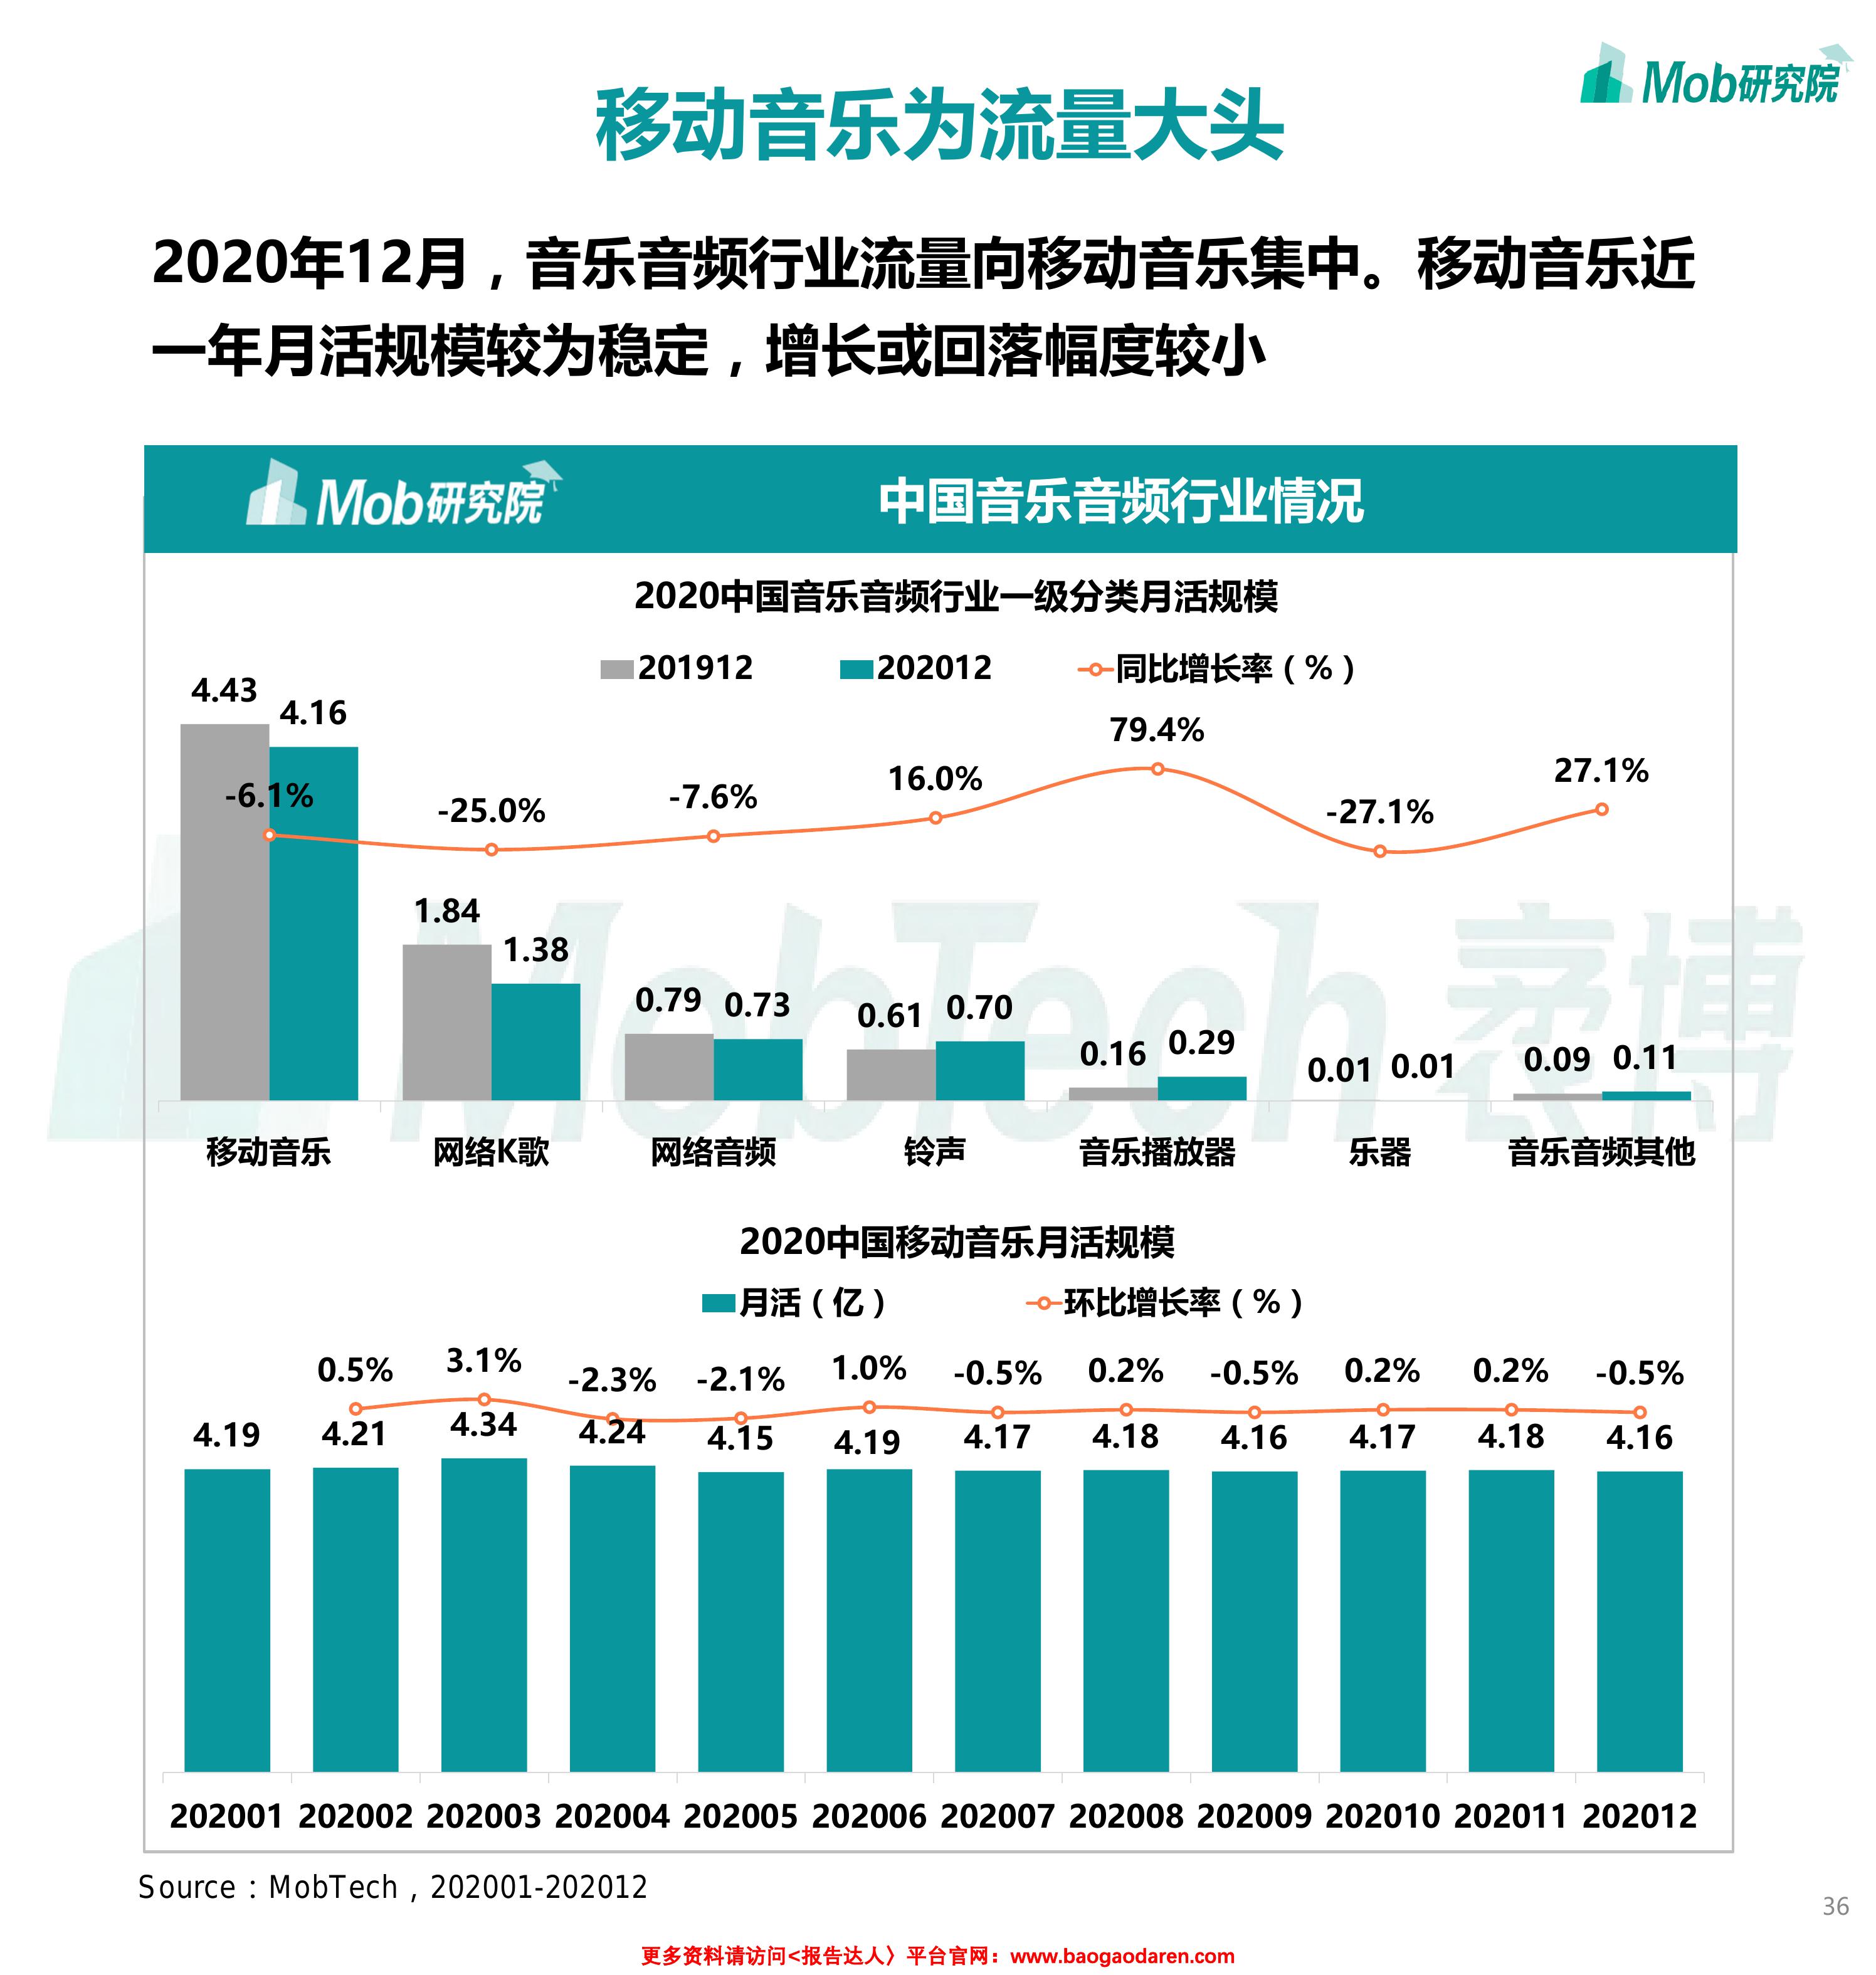 Mob研究院
移动音乐为流量大头
2020年12月，音乐音频行业流量向移动音乐集中。移动音乐近
一年月活规模较为稳定，增长或回落幅度较小
Mob研究院
中国音乐音频行业情况
2020中国音乐音频行业一级分类月活规模
201912 202012 同比增长率（%）
4.43 4.16 1.84 1.38 0.79 0.73 0.61 0.70 0.16 0.29 0.01 0.01 0.09 0.11
-6.1% -25.0% -7.6% 16.0% 79.4% -27.1% 27.1%
移动音乐 网络K歌 网络音频 铃声 音乐播放器 乐器 音乐音频其他
MobTech 袤博
2020中国移动音乐月活规模
月活（亿） 环比增长率（%）
0.5% 3.1% -2.3% -2.1% 1.0% -0.5% 0.2% -0.5% 0.2% 0.2% -0.5%
4.19 4.21 4.34 4.24 4.15 4.19 4.17 4.18 4.16 4.17 4.18 4.16
202001 202002 202003 202004 202005 202006 202007 202008 202009 202010 202011 202012
Source：MobTech，202001-202012
36
更多资料请访问<报告达人〉平台官网：www.baogaodaren.com